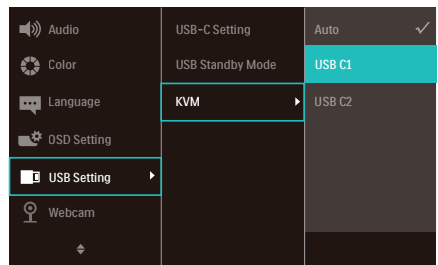 Audio
Color
Language
OSD Setting
USB Setting
Webcam
USB-C Setting
USB Standby Mode
KVM
Auto
USB C1
USB C2